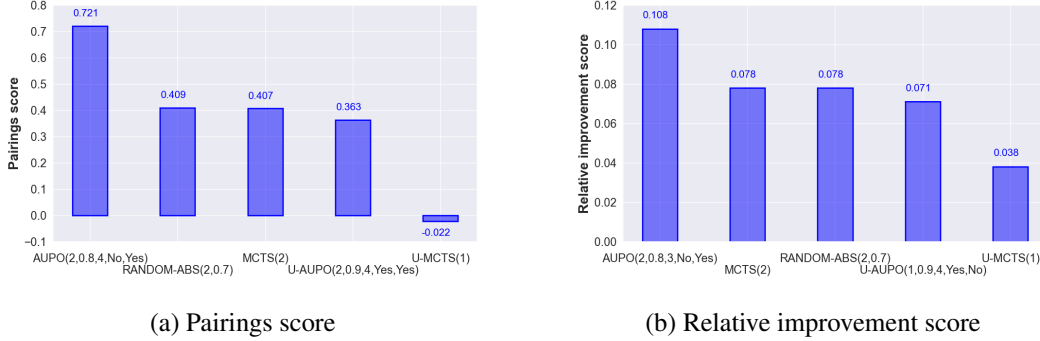 0.8
0.7
0.6
0.5
0.4
0.3
0.2
0.1
0.0
−0.1
Pairings score
0.721
0.409
0.407
0.363
-0.022
AUPO(2,0.8,4,No,Yes)
RANDOM-ABS(2,0.7)
MCTS(2)
U-AUPO(2,0.9,4,Yes,Yes)
U-MCTS(1)
(a) Pairings score
0.12
0.10
0.08
0.06
0.04
0.02
0.00
Relative improvement score
0.108
0.078
0.078
0.071
0.038
AUPO(2,0.8,3,No,Yes)
MCTS(2)
RANDOM-ABS(2,0.7)
U-AUPO(1,0.9,4,Yes,No)
U-MCTS(1)
(b) Relative improvement score